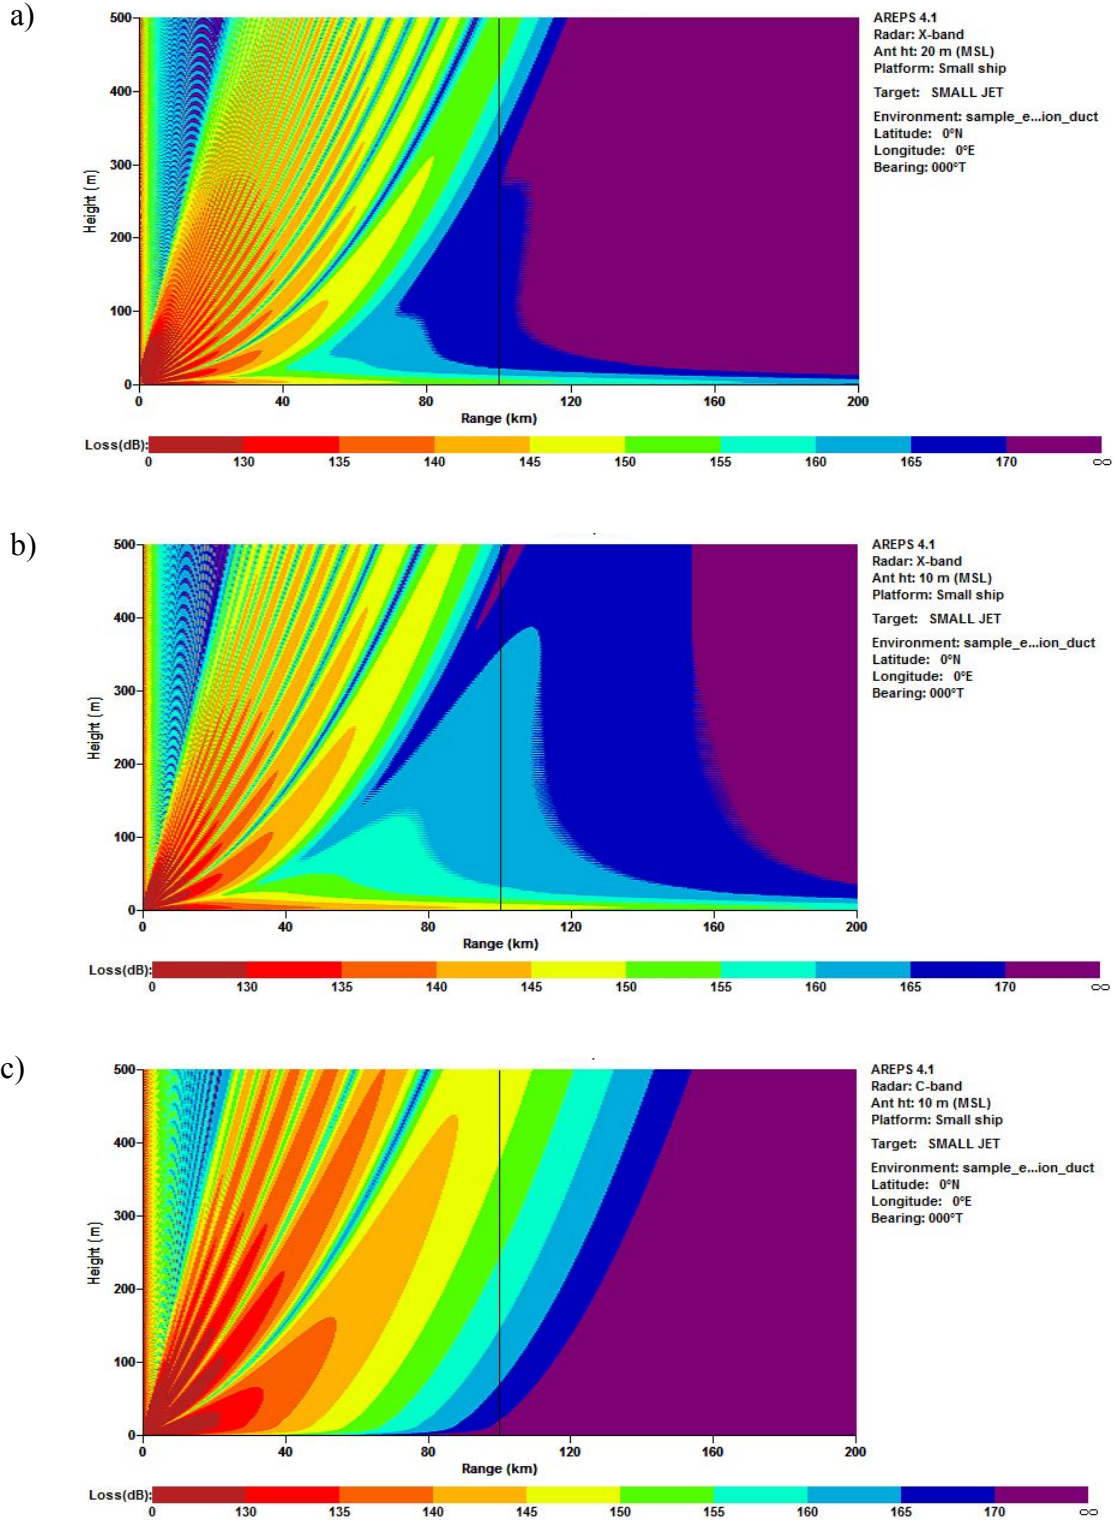 a)
500
400
300
200
100
0
Height (m)
0 40 80 120 160 200
Range (km)
Loss(dB):
0 130 135 140 145 150 155 160 165 170 ∞
AREPS 4.1
Radar: X-band
Ant ht: 20 m (MSL)
Platform: Small ship
Target: SMALL JET
Environment: sample_e...ion_duct
Latitude: 0°N
Longitude: 0°E
Bearing: 000°T
b)
500
400
300
200
100
0
Height (m)
0 40 80 120 160 200
Range (km)
Loss(dB):
0 130 135 140 145 150 155 160 165 170 ∞
AREPS 4.1
Radar: X-band
Ant ht: 10 m (MSL)
Platform: Small ship
Target: SMALL JET
Environment: sample_e...ion_duct
Latitude: 0°N
Longitude: 0°E
Bearing: 000°T
c)
500
400
300
200
100
0
Height (m)
0 40 80 120 160 200
Range (km)
Loss(dB):
0 130 135 140 145 150 155 160 165 170 ∞
AREPS 4.1
Radar: C-band
Ant ht: 10 m (MSL)
Platform: Small ship
Target: SMALL JET
Environment: sample_e...ion_duct
Latitude: 0°N
Longitude: 0°E
Bearing: 000°T